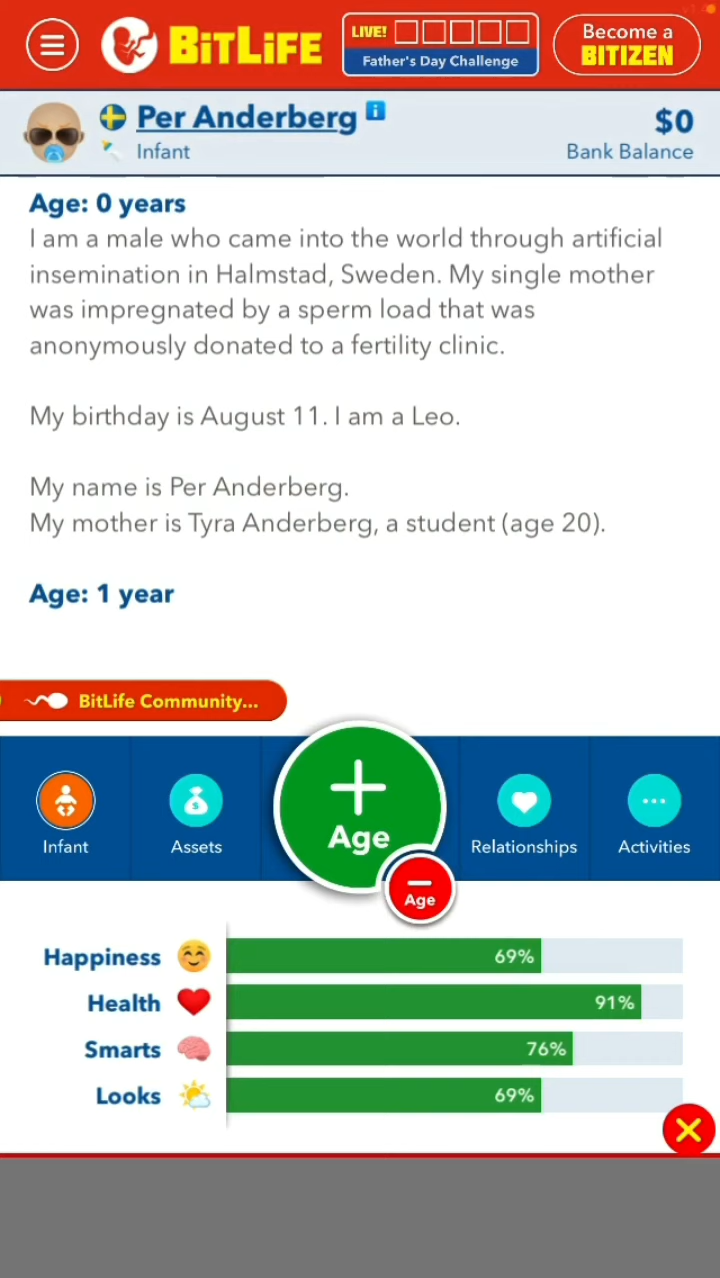 LIVE!
BitLife
Father's Day Challenge
Become a
BITIZEN
Per Anderberg
$0
Infant
Bank Balance
Age: 0 years
I am a male who came into the world through artificial
insemination in Halmstad, Sweden. My single mother
was impregnated by a sperm load that was
anonymously donated to a fertility clinic.
My birthday is August 11. I am a Leo.
My name is Per Anderberg.
My mother is Tyra Anderberg, a student (age 20).
Age: 1 year
BitLife Community...
Infant
Assets
Age
Relationships
Activities
Age
Happiness 69%
Health 91%
Smarts 76%
Looks 69%